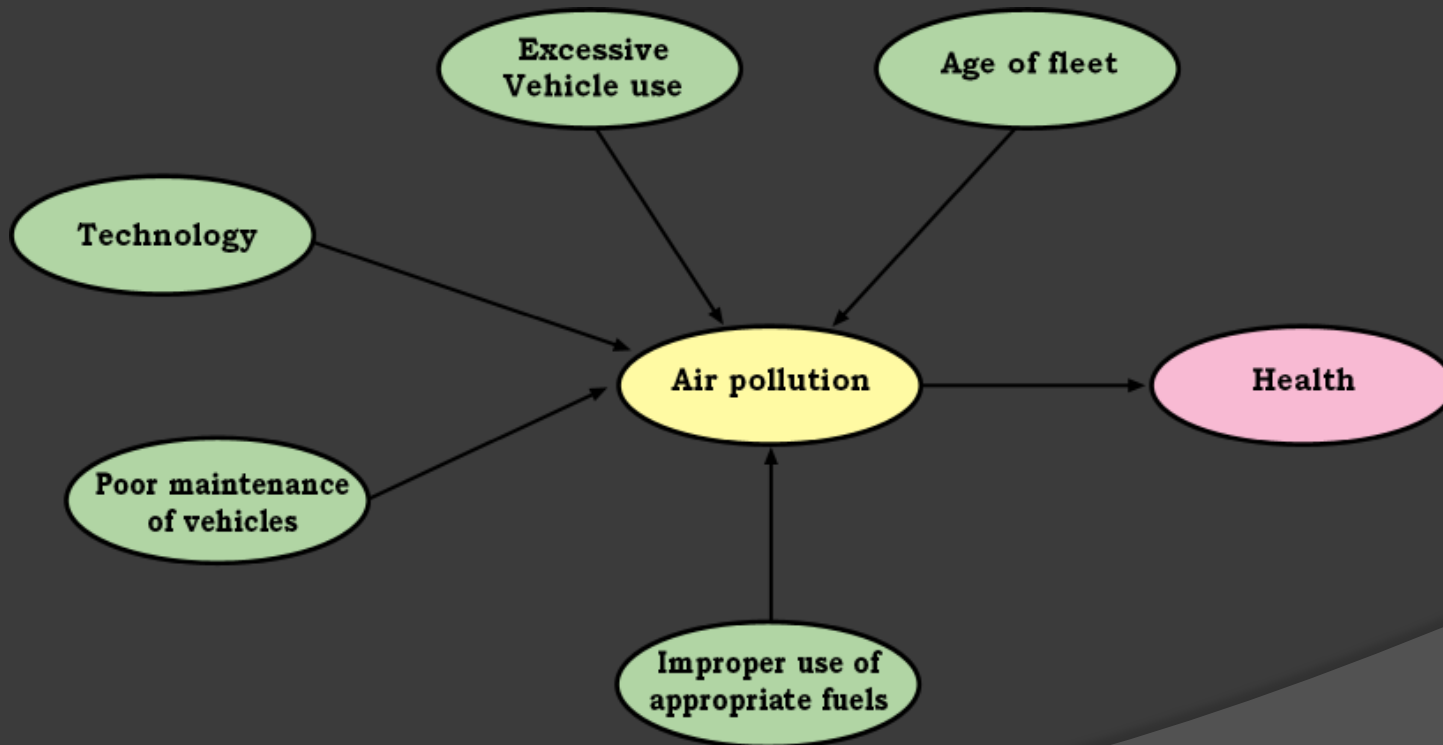 Excessive
Vehicle use
Age of fleet
Technology
Air pollution
Health
Poor maintenance
of vehicles
Improper use of
appropriate fuels